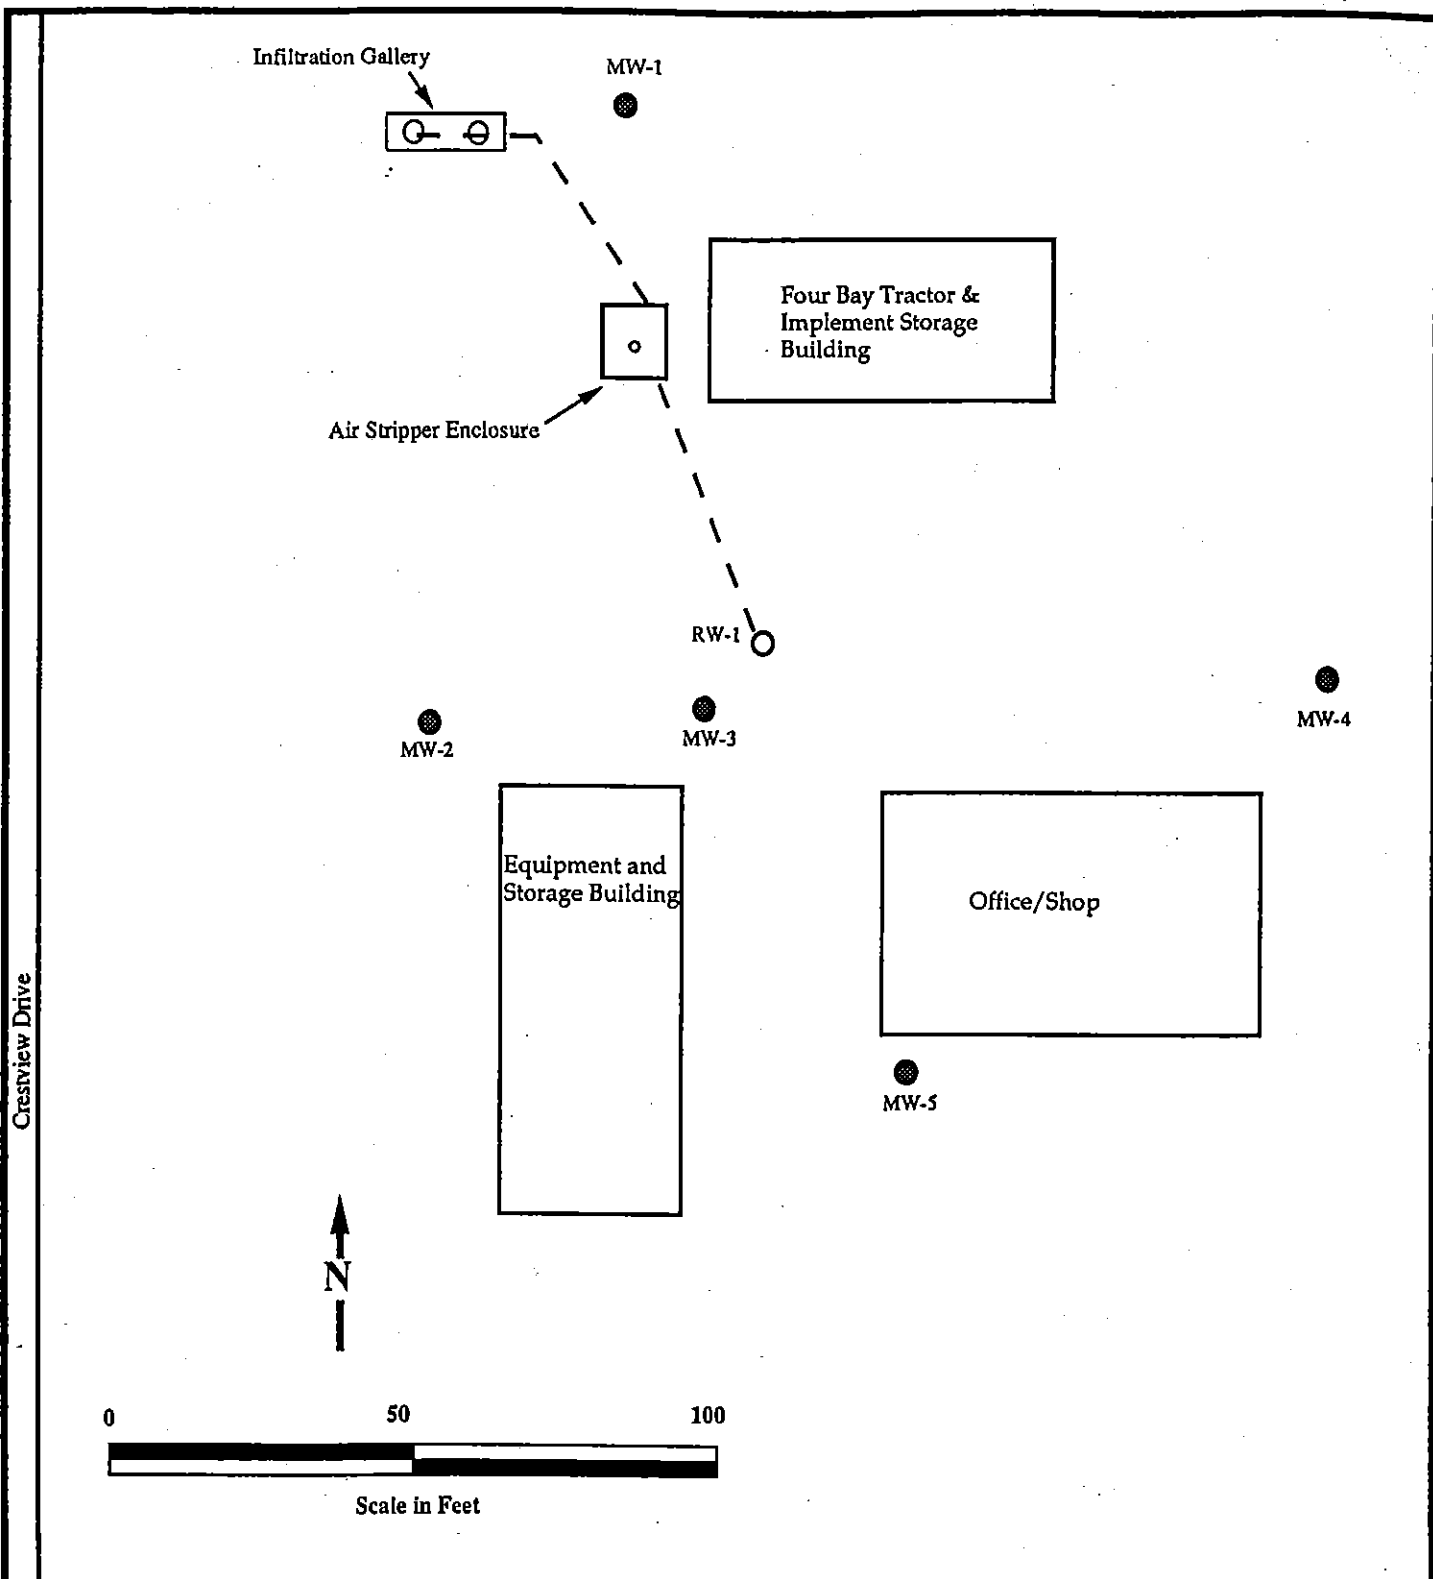 Infiltration Gallery
MW-1
Four Bay Tractor &
Implement Storage
Building
Air Stripper Enclosure
RW-1
MW-4
MW-2
MW-3
Equipment and
Storage Building
Office/Shop
Crestview Drive
MW-5
N
0 50 100
Scale in Feet